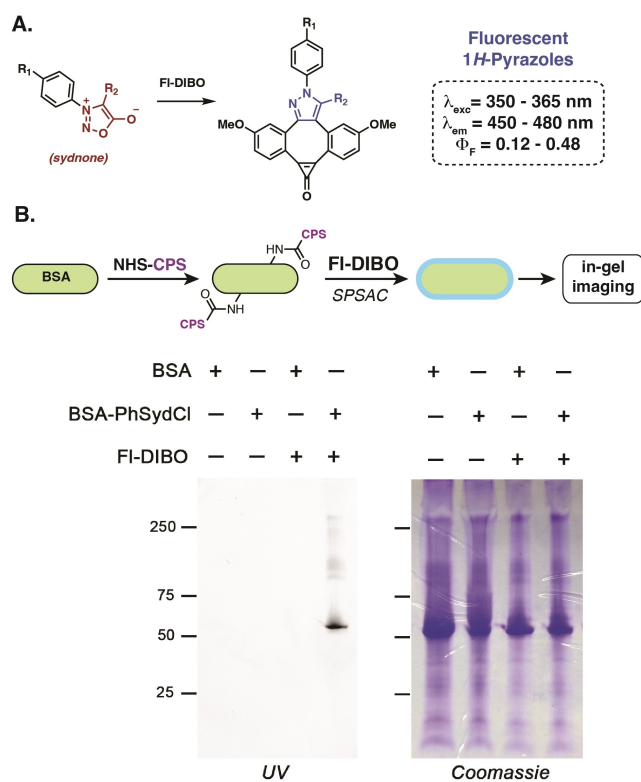 A.
R₁
R₂
N⁺
N
N
O
O⁻
(sydnone)
Fl-DIBO
R₁
N
N
R₂
MeO
OMe
O
Fluorescent
1H-Pyrazoles
λexc = 350 - 365 nm
λem = 450 - 480 nm
ΦF = 0.12 - 0.48
B.
BSA
NHS-CPS
CPS
HN
O
O
NH
CPS
Fl-DIBO
SPSAC
in-gel
imaging
BSA + — + — + — + —
BSA-PhSydCl — + — + — + — +
Fl-DIBO — — + + — — + +
250
75
50
25
UV
Coomassie